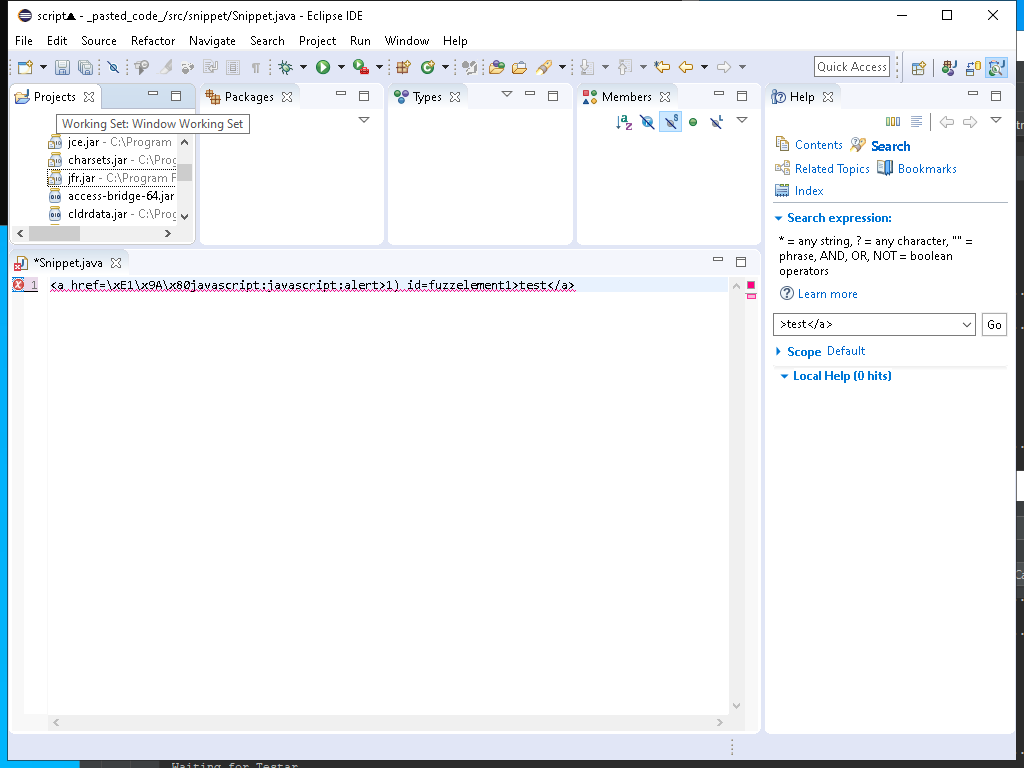 script▲ - _pasted_code_/src/snippet/Snippet.java - Eclipse IDE
File Edit Source Refactor Navigate Search Project Run Window Help
Quick Access
Projects
Packages
Types
Members
Help
Working Set: Window Working Set
jce.jar - C:\Program
charsets.jar - C:\Prog
jfr.jar - C:\Program F
access-bridge-64.jar
cldrdata.jar - C:\Prog
Contents Search
Related Topics Bookmarks
Index
Search expression:
* = any string, ? = any character, "" =
phrase, AND, OR, NOT = boolean
operators
Learn more
>test</a> Go
Scope Default
Local Help (0 hits)
*Snippet.java
1 <a href=\xE1\x9A\x80javascript:javascript:alert>1) id=fuzzelement1>test</a>
Waiting for Testar